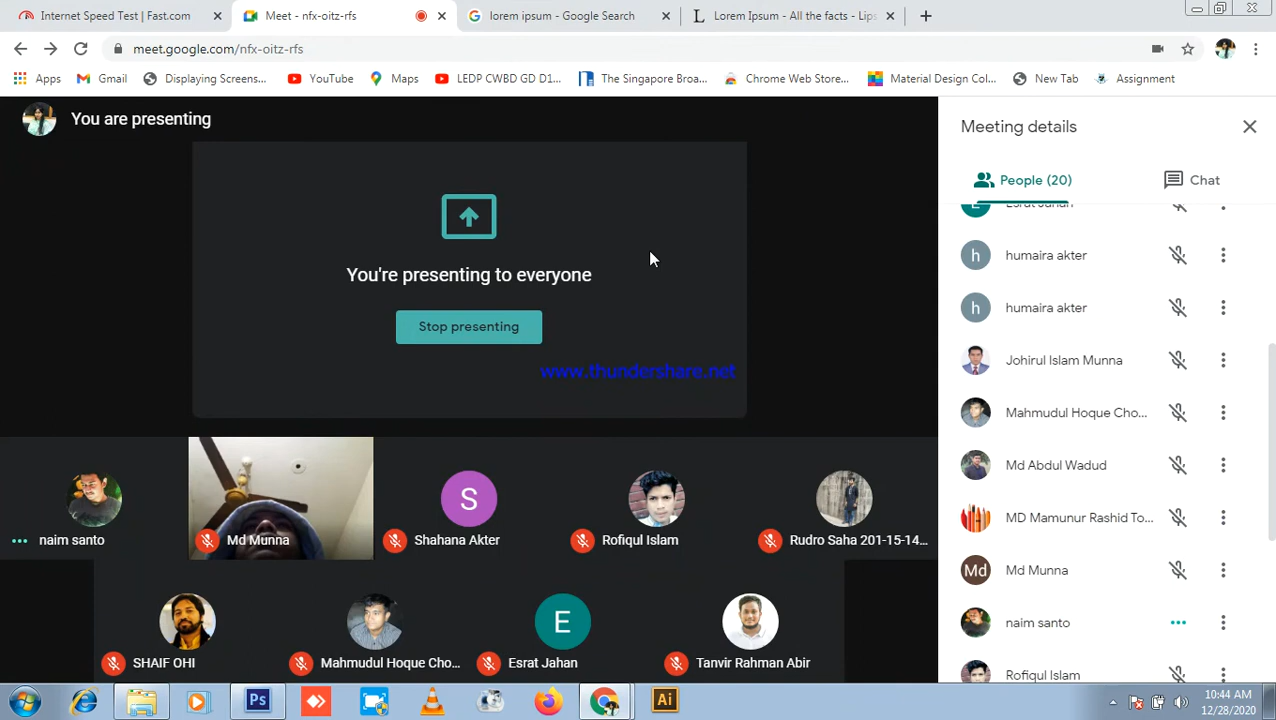 Internet Speed Test | Fast.com
Meet - nfx-oitz-rfs
lorem ipsum - Google Search
Lorem Ipsum - All the facts - Lips
meet.google.com/nfx-oitz-rfs
Apps
Gmail
Displaying Screens...
YouTube
Maps
LEDP CWBD GD D1...
The Singapore Broa...
Chrome Web Store...
Material Design Col...
New Tab
Assignment
You are presenting
You're presenting to everyone
Stop presenting
www.thundershare.net
naim santo
Md Munna
S
Shahana Akter
Rofiqul Islam
Rudro Saha 201-15-14...
SHAIF OHI
Mahmudul Hoque Cho...
E
Esrat Jahan
Tanvir Rahman Abir
Meeting details
People (20)
Chat
Esrat Jahan
h
humaira akter
h
humaira akter
Johirul Islam Munna
Mahmudul Hoque Cho...
Md Abdul Wadud
MD Mamunur Rashid To...
Md
Md Munna
naim santo
Rofiqul Islam
Ps
Ai
10:44 AM
12/28/2020